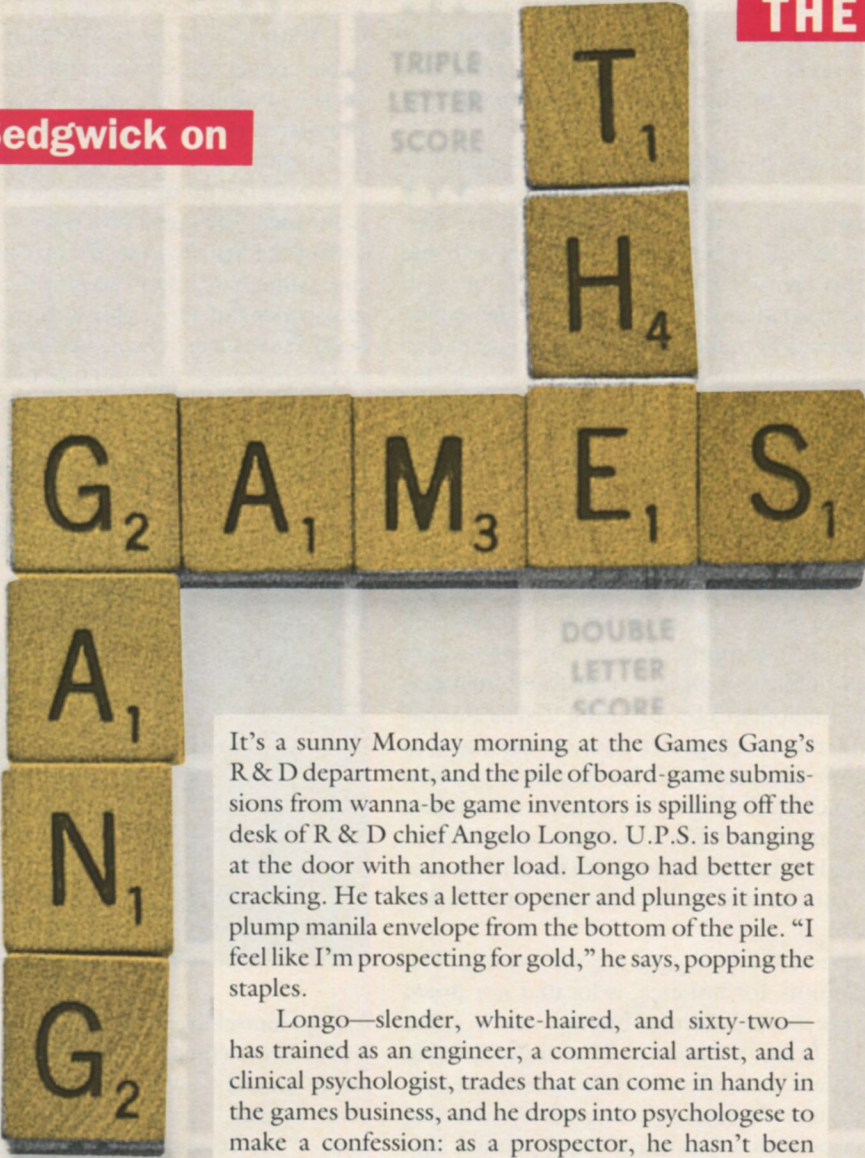 THE
Sedgwick on
TRIPLE
LETTER
SCORE
T1
H4
G2 A1 M3 E1 S1
A1
N1
G2
DOUBLE
LETTER
SCORE
It's a sunny Monday morning at the Games Gang's
R & D department, and the pile of board-game submis-
sions from wanna-be game inventors is spilling off the
desk of R & D chief Angelo Longo. U.P.S. is banging
at the door with another load. Longo had better get
cracking. He takes a letter opener and plunges it into a
plump manila envelope from the bottom of the pile. “I
feel like I'm prospecting for gold,” he says, popping the
staples.
Longo—slender, white-haired, and sixty-two—
has trained as an engineer, a commercial artist, and a
clinical psychologist, trades that can come in handy in
the games business, and he drops into psychologese to
make a confession: as a prospector, he hasn't been